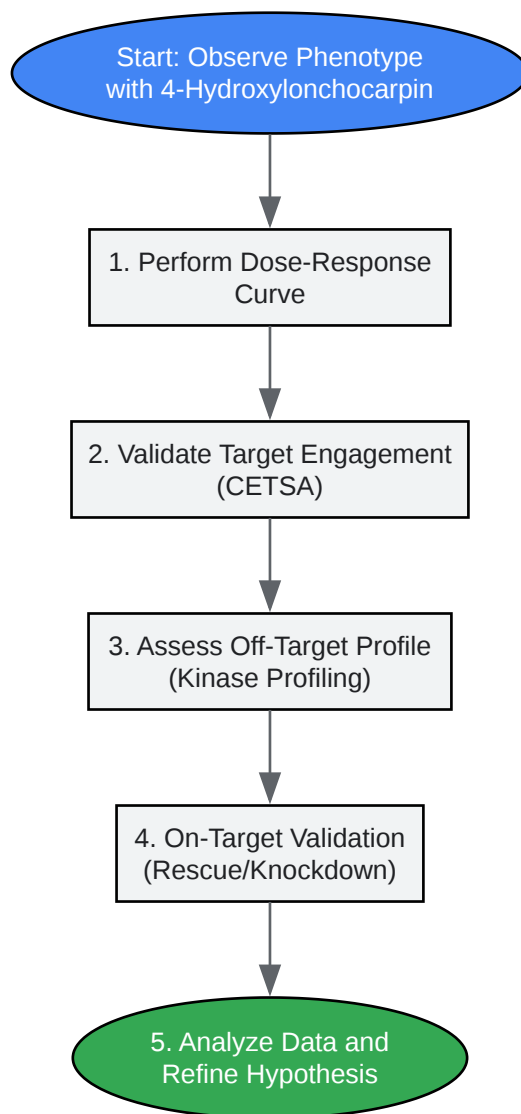 Start: Observe Phenotype
with 4-Hydroxylonchocarpin
1. Perform Dose-Response
Curve
2. Validate Target Engagement
(CETSA)
3. Assess Off-Target Profile
(Kinase Profiling)
4. On-Target Validation
(Rescue/Knockdown)
5. Analyze Data and
Refine Hypothesis